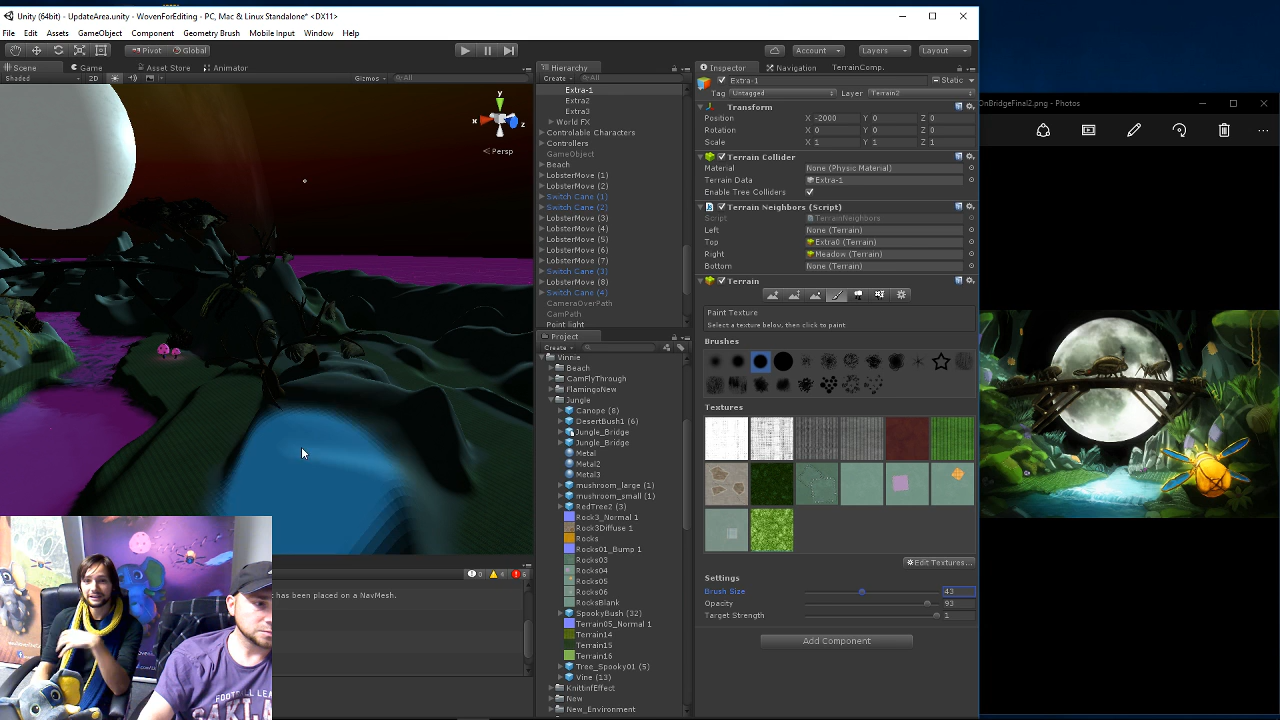 Unity (64bit) - UpdateArea.unity - WovenForEditing - PC, Mac & Linux Standalone* <DX11>
File Edit Assets GameObject Component Geometry Brush Mobile Input Window Help
Pivot Global Account Layers Layout
Scene Game Asset Store Animator
Shaded 2D Gizmos All
y
x
z
Persp
Hierarchy
Create All
Extra-1
Extra2
Extra3
World FX
Controlable Characters
Controllers
GameObject
Beach
LobsterMove (1)
LobsterMove (2)
Switch Cane (1)
Switch Cane (2)
LobsterMove (3)
LobsterMove (4)
LobsterMove (5)
LobsterMove (6)
LobsterMove (7)
Switch Cane (3)
LobsterMove (8)
Switch Cane (4)
CameraOverPath
CamPath
Point light
Project
Create
Vinnie
Beach
CamFlyThrough
FlamingoNew
Jungle
Canope (8)
DesertBush1 (6)
Jungle_Bridge
Jungle_Bridge
Metal
Metal2
Metal3
mushroom_large (1)
mushroom_small (1)
RedTree2 (3)
Rock3_Normal 1
Rock3Diffuse 1
Rocks
Rocks01_Bump 1
Rocks03
Rocks04
Rocks05
Rocks06
RocksBlank
SpookyBush (32)
Terrain05_Normal 1
Terrain14
Terrain15
Terrain16
Tree_Spooky01 (5)
Vine (13)
KnittinfEffect
New
New_Environment
Inspector Navigation TerrainComp.
Extra-1 Static
Tag Untagged Layer Terrain2
Transform
Position X -2000 Y 0 Z 0
Rotation X 0 Y 0 Z 0
Scale X 1 Y 1 Z 1
Terrain Collider
Material None (Physic Material)
Terrain Data Extra-1
Enable Tree Colliders
Terrain Neighbors (Script)
Script TerrainNeighbors
Left None (Terrain)
Top Extra0 (Terrain)
Right Meadow (Terrain)
Bottom None (Terrain)
Terrain
Paint Texture
Select a texture below, then click to paint
Brushes
Textures
Edit Textures...
Settings
Brush Size 43
Opacity 93
Target Strength 1
Add Component
0 4 6
has been placed on a NavMesh.
OnBridgeFinal2.png - Photos